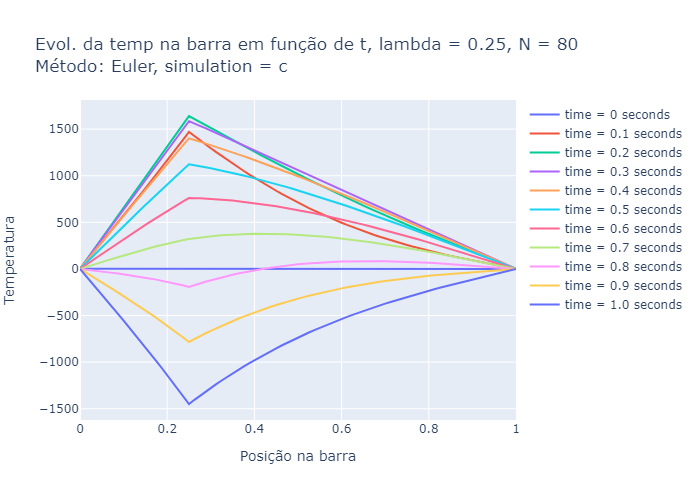 Evol. da temp na barra em função de t, lambda = 0.25, N = 80
Método: Euler, simulation = c
time = 0 seconds
time = 0.1 seconds
time = 0.2 seconds
time = 0.3 seconds
time = 0.4 seconds
time = 0.5 seconds
time = 0.6 seconds
time = 0.7 seconds
time = 0.8 seconds
time = 0.9 seconds
time = 1.0 seconds
Temperatura
1500
1000
500
0
−500
−1000
−1500
0
0.2
0.4
0.6
0.8
1
Posição na barra